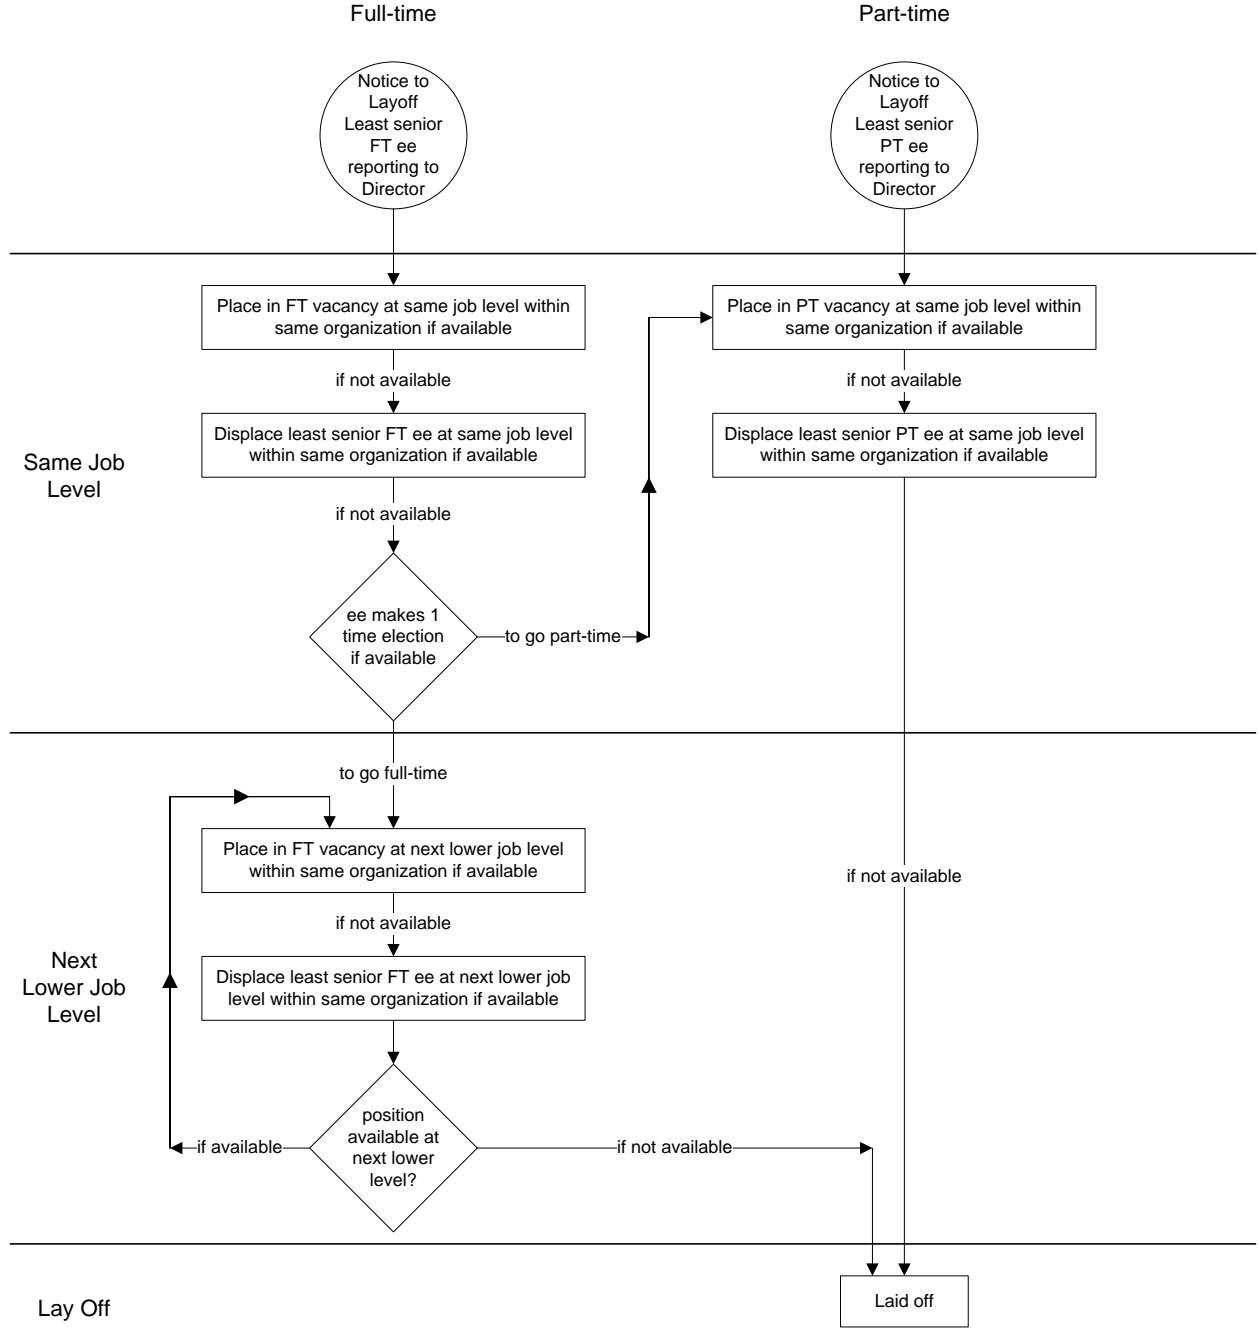 Full-time
Part-time
Notice to
Layoff
Least senior
FT ee
reporting to
Director
Notice to
Layoff
Least senior
PT ee
reporting to
Director
Place in FT vacancy at same job level within
same organization if available
Place in PT vacancy at same job level within
same organization if available
if not available
if not available
Displace least senior FT ee at same job level
within same organization if available
Displace least senior PT ee at same job level
within same organization if available
Same Job
Level
if not available
ee makes 1
time election
if available
to go part-time
to go full-time
Place in FT vacancy at next lower job level
within same organization if available
if not available
if not available
Next
Lower Job
Level
Displace least senior FT ee at next lower job
level within same organization if available
position
available at
next lower
level?
if available
if not available
Laid off
Lay Off